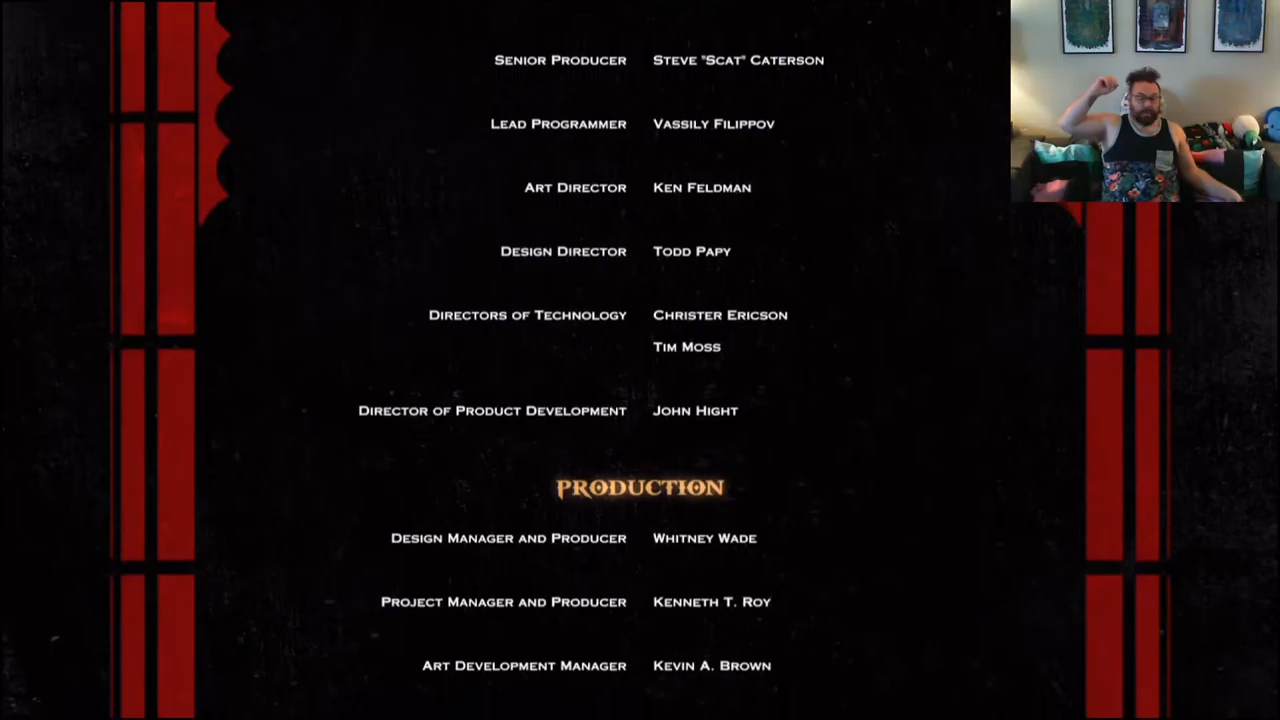 Senior Producer Steve "Scat" Caterson
Lead Programmer Vassily Filippov
Art Director Ken Feldman
Design Director Todd Papy
Directors of Technology Christer Ericson
Tim Moss
Director of Product Development John Hight
PRODUCTION
Design Manager and Producer Whitney Wade
Project Manager and Producer Kenneth T. Roy
Art Development Manager Kevin A. Brown